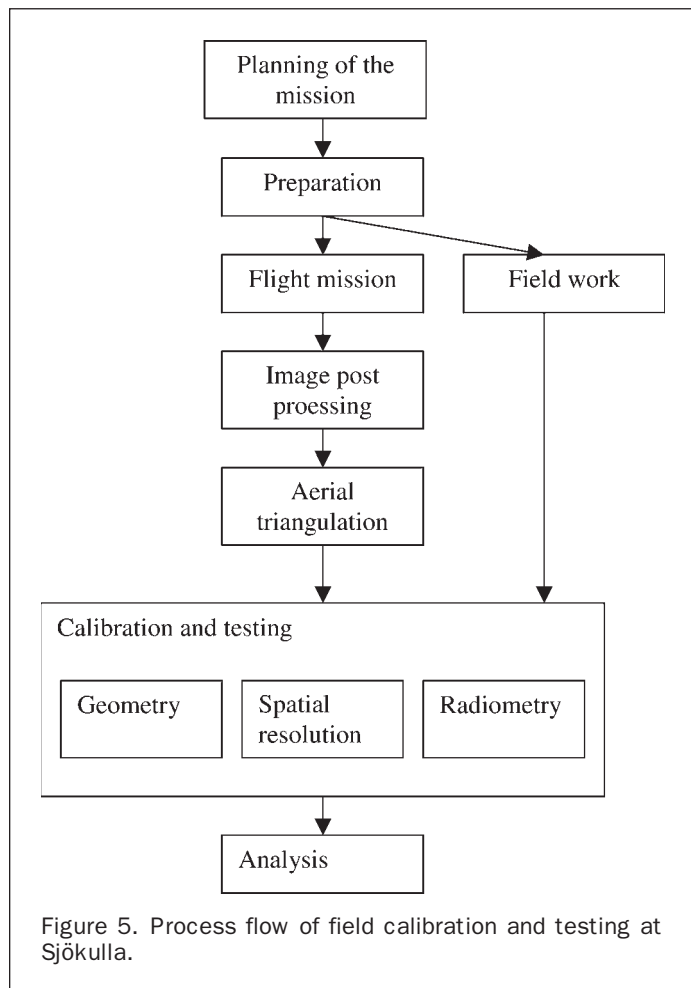 Planning of the
mission
Preparation
Flight mission
Field work
Image post
proessing
Aerial
triangulation
Calibration and testing
Geometry
Spatial
resolution
Radiometry
Analysis
Figure 5. Process flow of field calibration and testing at
Sjökulla.